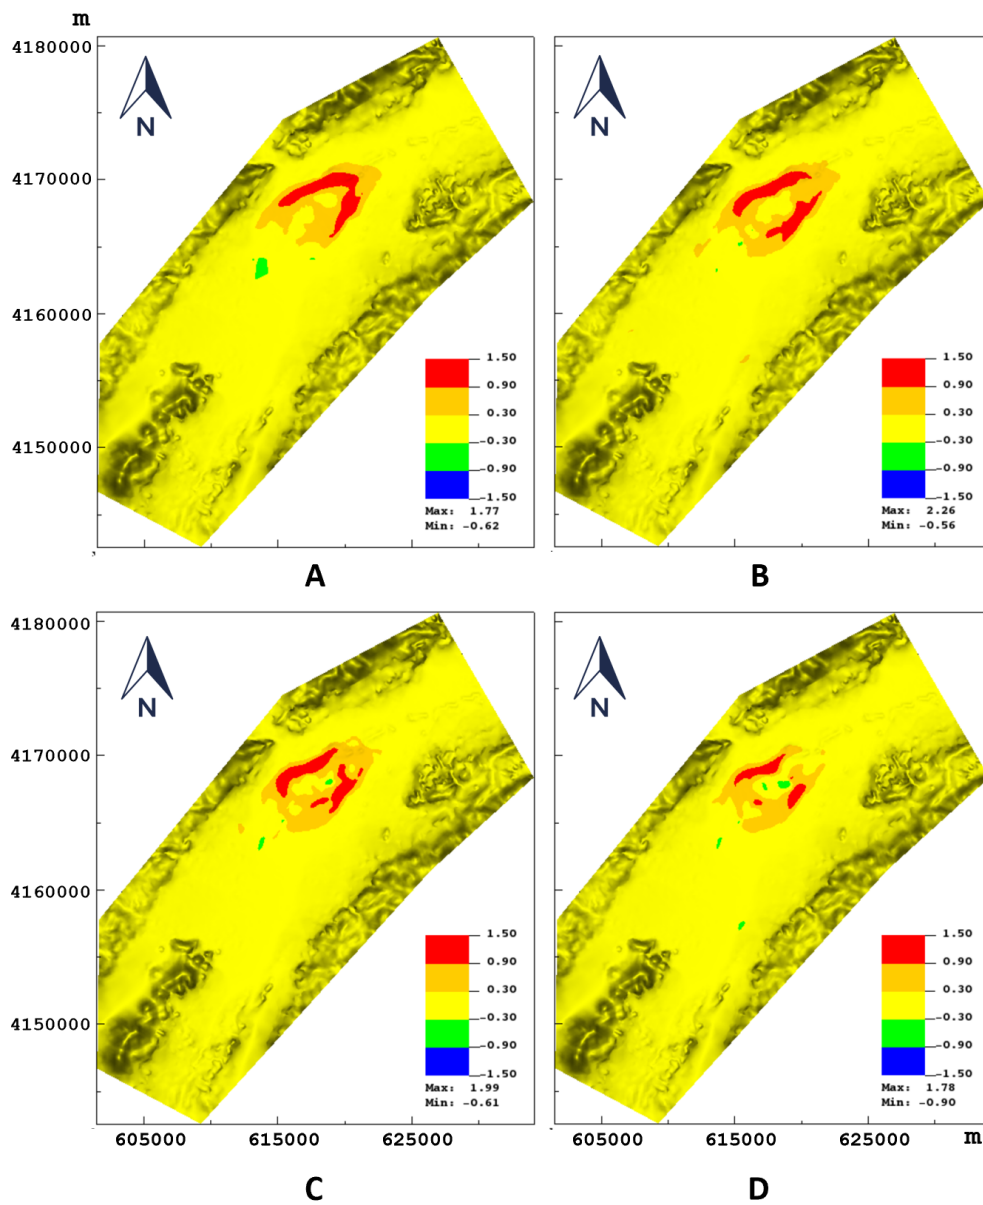 m
4180000
4170000
4160000
4150000
N
1.50
0.90
0.30
-0.30
-0.90
-1.50
Max: 1.77
Min: -0.62
A
N
1.50
0.90
0.30
-0.30
-0.90
-1.50
Max: 2.26
Min: -0.56
B
4180000
4170000
4160000
4150000
N
1.50
0.90
0.30
-0.30
-0.90
-1.50
Max: 1.99
Min: -0.61
605000 615000 625000
C
N
1.50
0.90
0.30
-0.30
-0.90
-1.50
Max: 1.78
Min: -0.90
605000 615000 625000 m
D